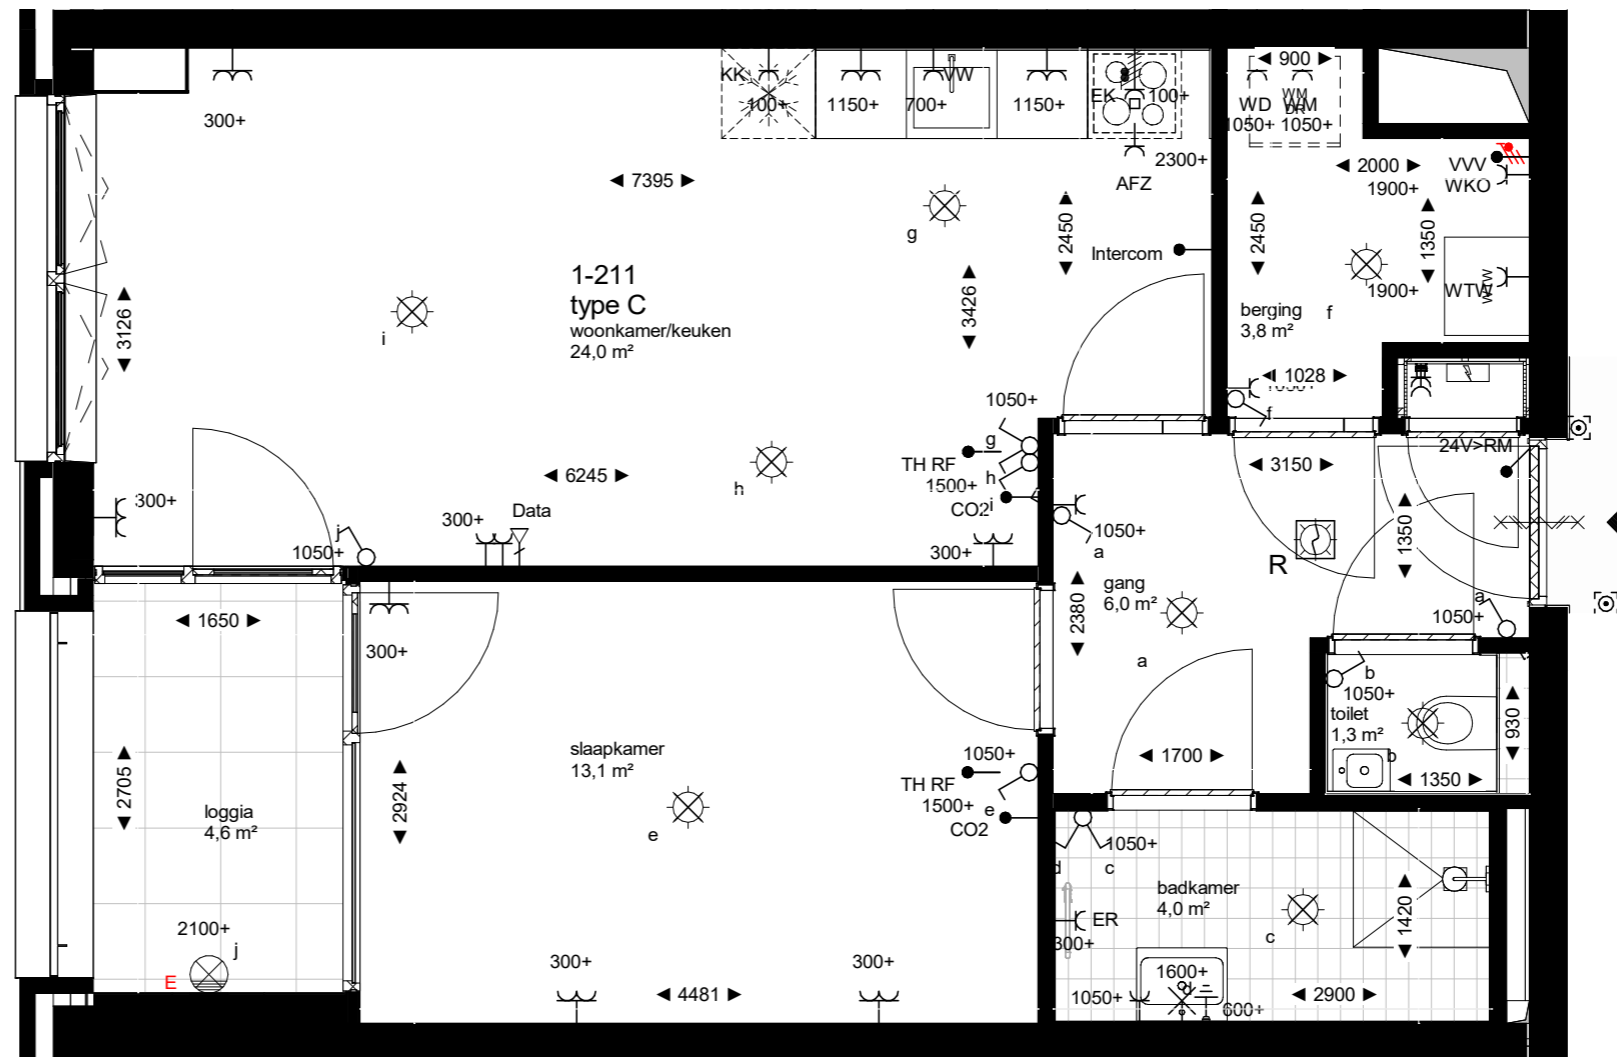 300+
KK
100+
1150+
700+
VW
1150+
EK
100+
2300+
AFZ
900
WD
WM
WM
DR
1050+
1050+
2000
VVV
WKO
1900+
7395
g
2450
Intercom
2450
1350
1-211
type C
woonkamer/keuken
24,0 m²
i
3126
3426
1900+
WTW
WTW
berging
3,8 m²
f
1028
1050+
f
1050+
g
h
i
TH RF
1500+
CO2
6245
h
300+
300+
Data
j
1050+
300+
3150
24V>RM
1350
R
1050+
a
gang
6,0 m²
2380
a
a
1050+
1650
300+
b
1050+
toilet
1,3 m²
b
930
1350
1700
slaapkamer
13,1 m²
1050+
TH RF
1500+
e
CO2
2705
2924
loggia
4,6 m²
e
1050+
d
c
badkamer
4,0 m²
1420
c
ER
300+
2100+
j
E
300+
300+
4481
1600+
d
1050+
600+
2900